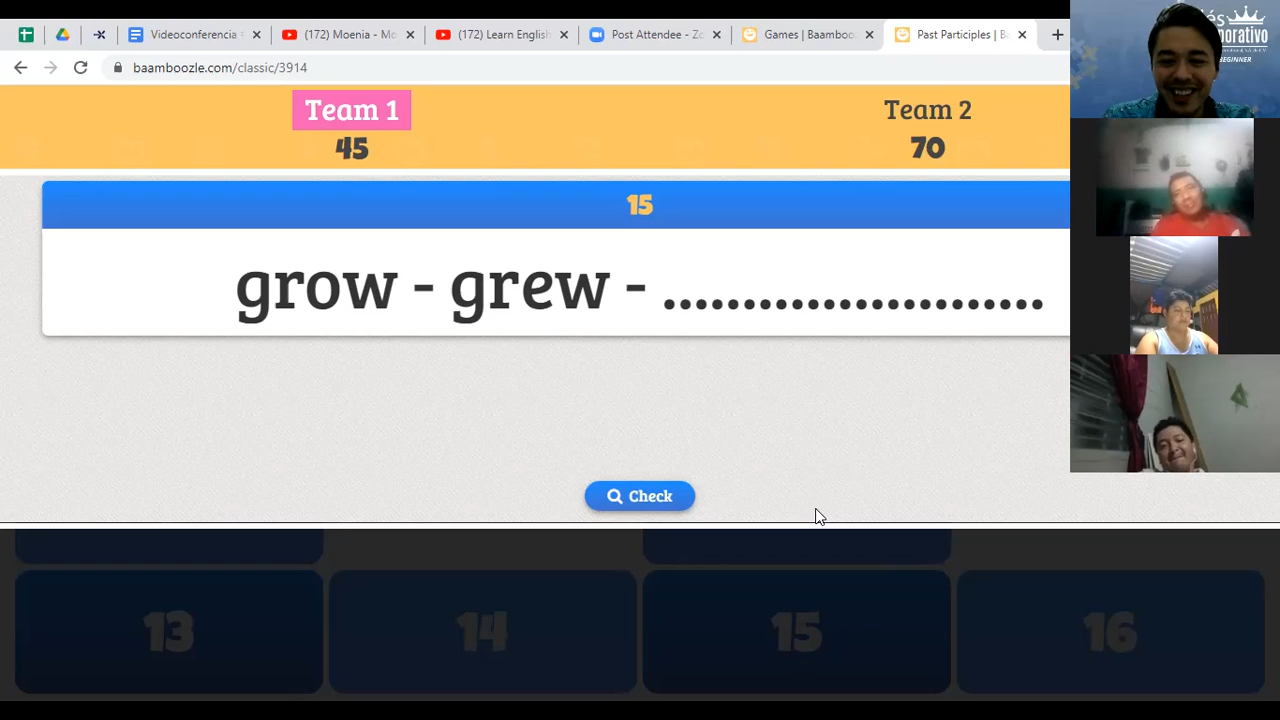 Videoconferencia
(172) Moenia - Mo
(172) Learn English
Post Attendee - Zo
Games | Baamboo
Past Participles | B
baamboozle.com/classic/3914
BEGINNER
Team 1
Team 2
45
70
15
grow - grew - ........................
Check
13
14
15
16